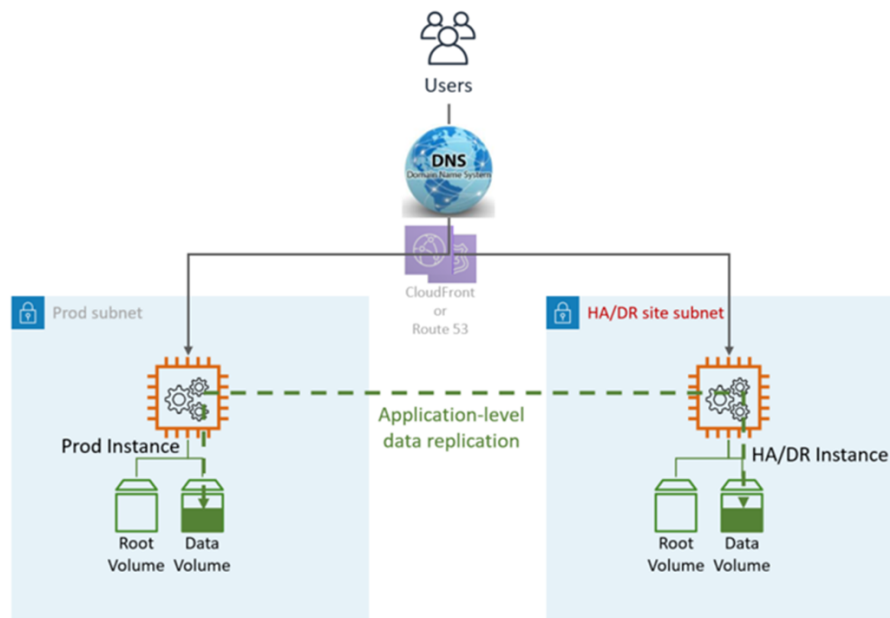 Users
DNS
Domain Name System
CloudFront
or
Route 53
Prod subnet
HA/DR site subnet
Application-level
data replication
Prod Instance
HA/DR Instance
Root
Volume
Data
Volume
Root
Volume
Data
Volume